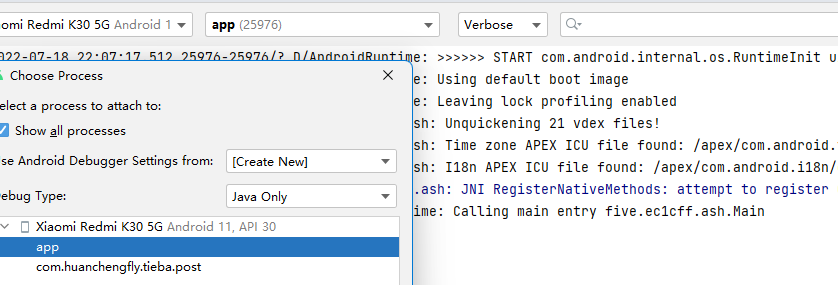 aomi Redmi K30 5G Android 1
app (25976)
Verbose
022-07-18 22:07:17.512 25976-25976/? D/AndroidRuntime: >>>>>> START com.android.internal.os.RuntimeInit u
me: Using default boot image
me: Leaving lock profiling enabled
sh: Unquickening 21 vdex files!
sh: Time zone APEX ICU file found: /apex/com.android.
sh: I18n APEX ICU file found: /apex/com.android.i18n/
.ash: JNI RegisterNativeMethods: attempt to register
ime: Calling main entry five.ec1cff.ash.Main
Choose Process
elect a process to attach to:
Show all processes
se Android Debugger Settings from:
[Create New]
Debug Type:
Java Only
Xiaomi Redmi K30 5G Android 11, API 30
app
com.huanchengfly.tieba.post